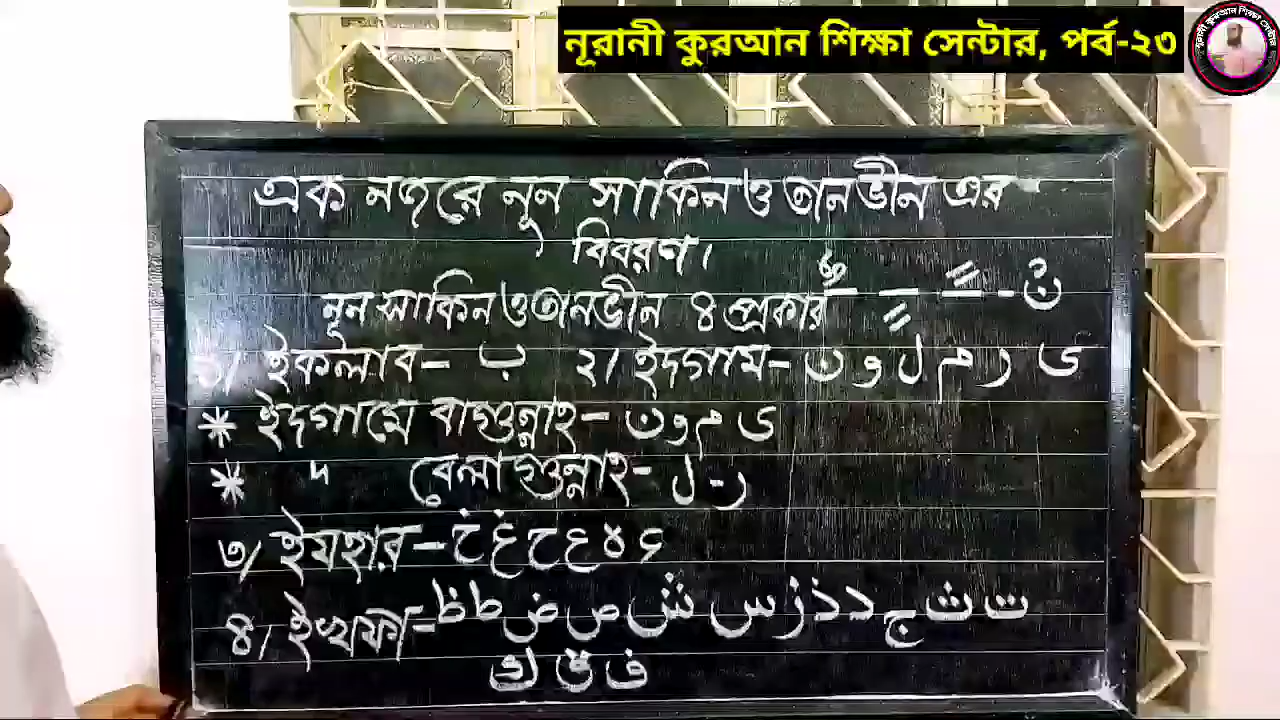 নূরানী কুরআন শিক্ষা সেন্টার, পর্ব-২৩
নূরানী কুরআন শিক্ষা সেন্টার
এক নজরে নূন সাকিন ও তানভীন এর
বিবরণ।
নূন সাকিন ও তানভীন ৪ প্রকার ـٌ ـٍ ـً - نْ
১/ ইকলাব- ب ২/ ইদগাম- ى ر م ل و ن
* ইদগামে বাগুন্নাহ- ى م و ن
* " বেলা গুন্নাহ- ر - ل
৩/ ইযহার- ء ه ع ح غ خ
৪/ ইখফা- ت ث ج د ذ ز س ش ص ض ط ظ
ف ق ك